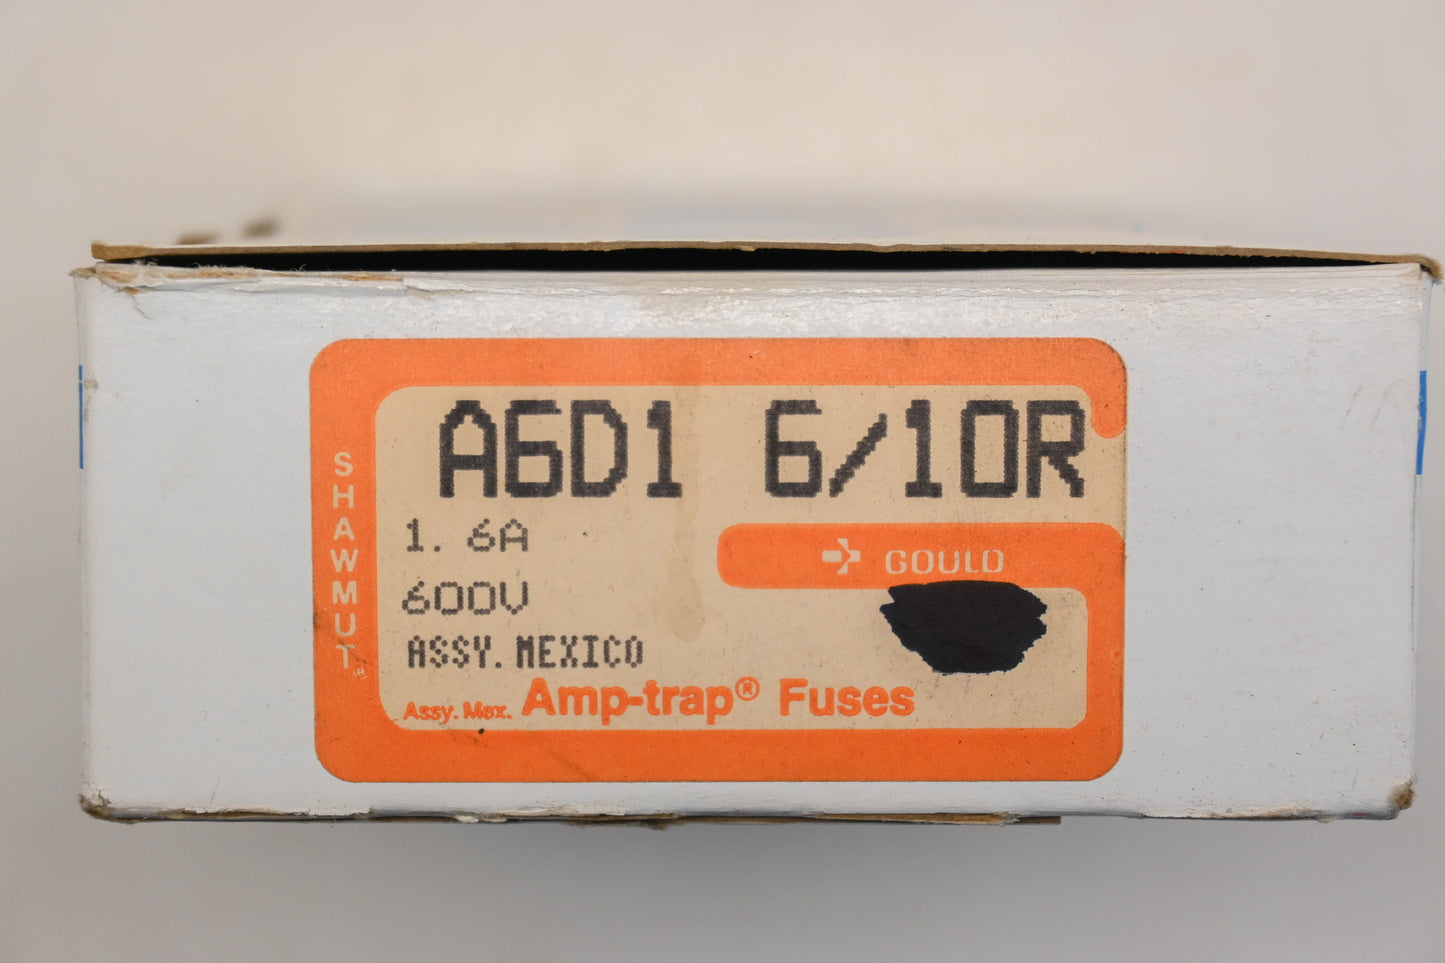 SHAWMUT
A6D1 6/10R
1.6A
GOULD
600V
ASSY. MEXICO
Assy. Mex. Amp-trap® Fuses